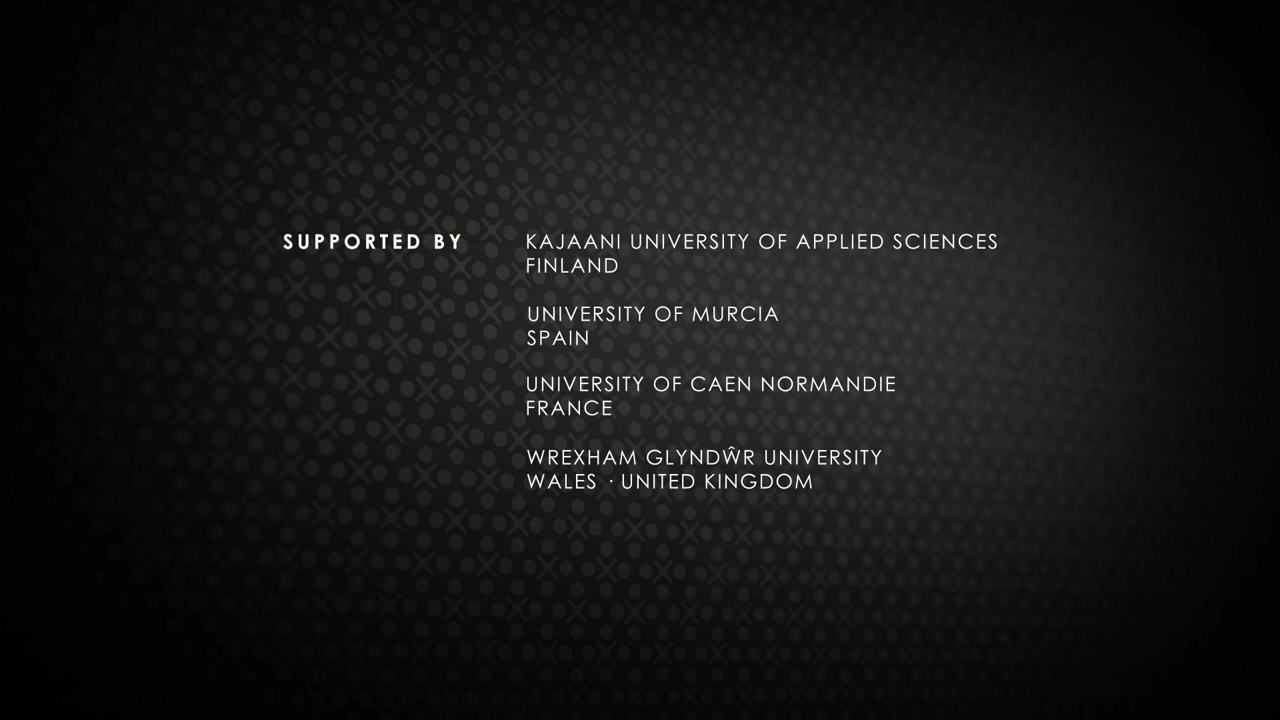 SUPPORTED BY KAJAANI UNIVERSITY OF APPLIED SCIENCES
FINLAND
UNIVERSITY OF MURCIA
SPAIN
UNIVERSITY OF CAEN NORMANDIE
FRANCE
WREXHAM GLYNDŴR UNIVERSITY
WALES · UNITED KINGDOM